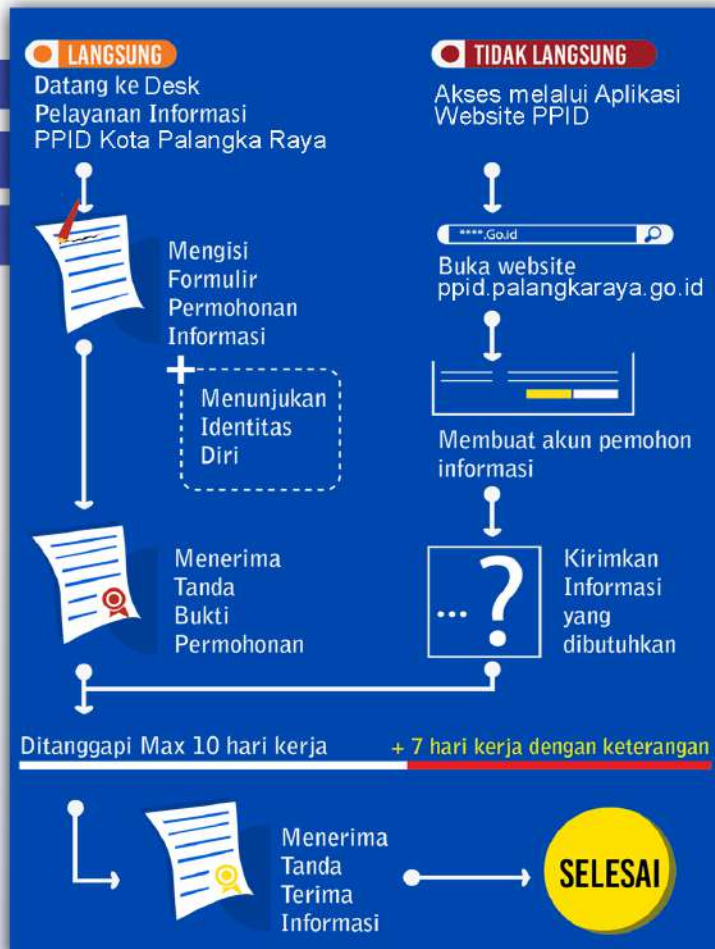 LANGSUNG
Datang ke Desk
Pelayanan Informasi
PPID Kota Palangka Raya
Mengisi
Formulir
Permohonan
Informasi
+
Menunjukan
Identitas
Diri
Menerima
Tanda
Bukti
Permohonan
TIDAK LANGSUNG
Akses melalui Aplikasi
Website PPID
****.Go.id
Buka website
ppid.palangkaraya.go.id
Membuat akun pemohon
informasi
... ?
Kirimkan
Informasi
yang
dibutuhkan
Ditanggapi Max 10 hari kerja
+ 7 hari kerja dengan keterangan
Menerima
Tanda
Terima
Informasi
SELESAI